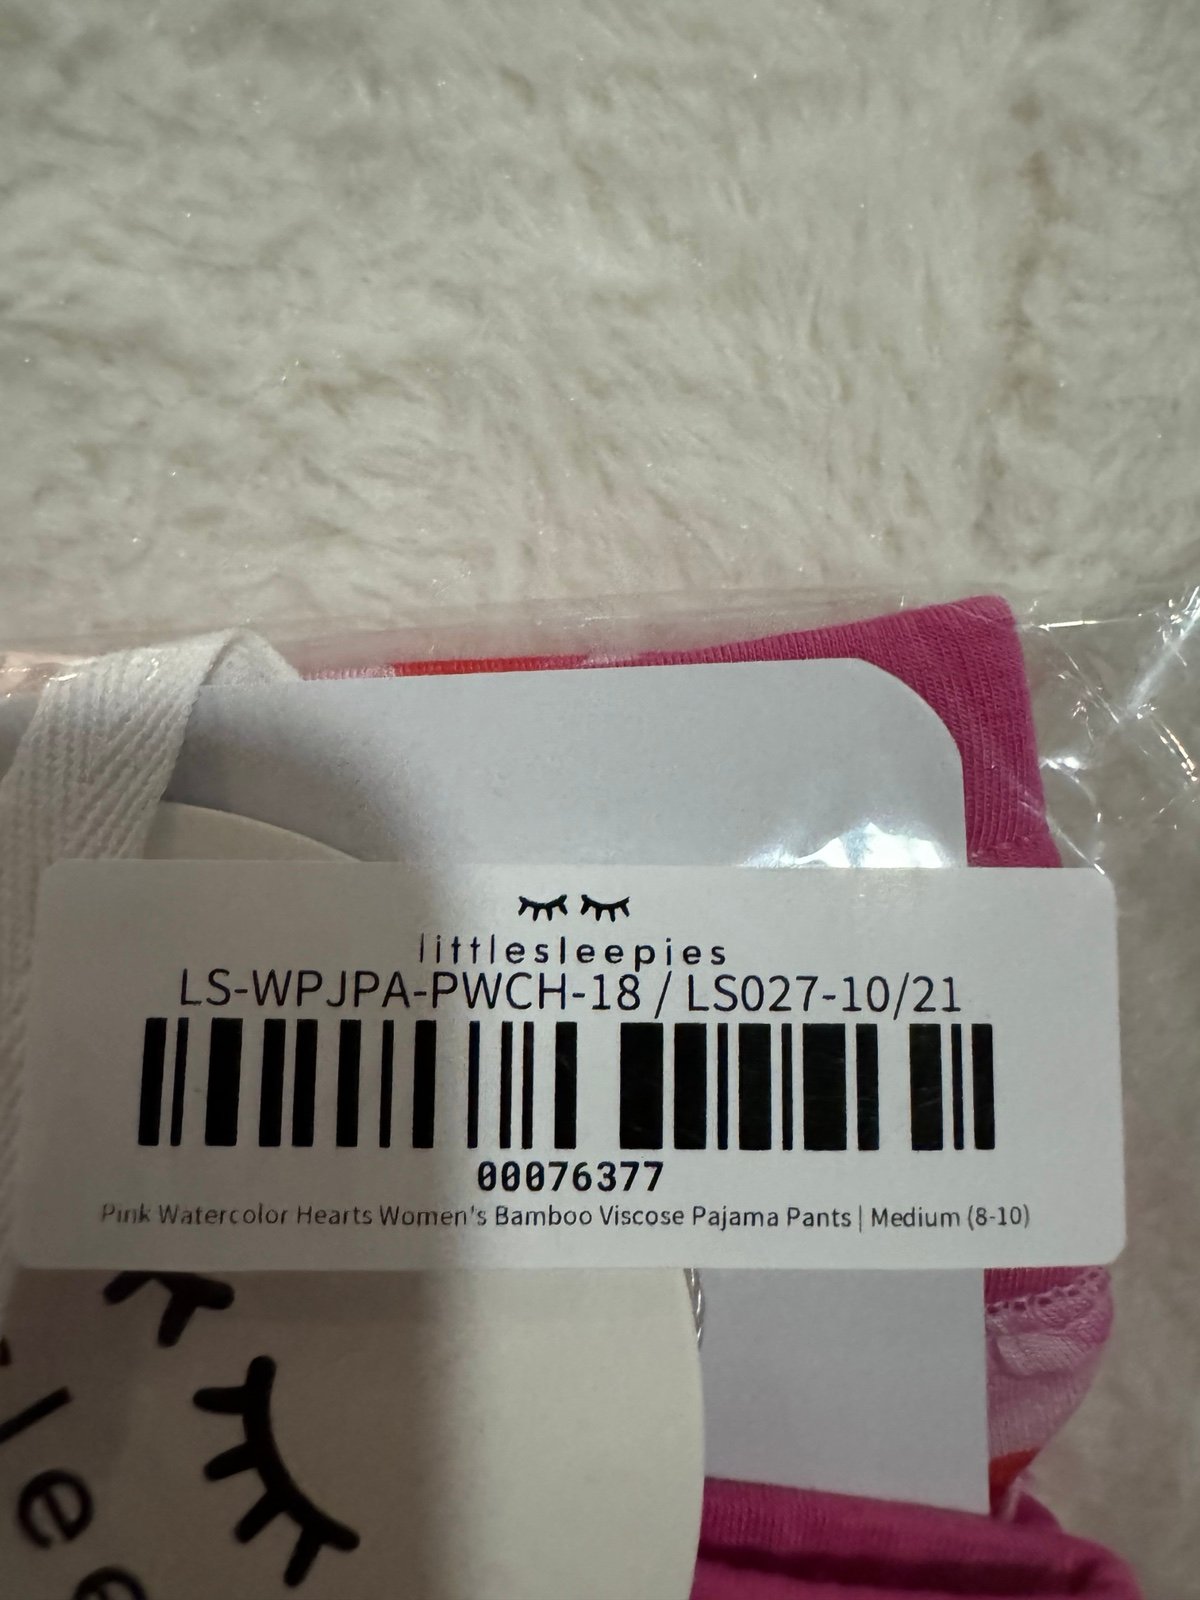 littlesleepies
LS-WPJPA-PWCH-18 / LS027-10/21
00076377
Pink Watercolor Hearts Women's Bamboo Viscose Pajama Pants | Medium (8-10)